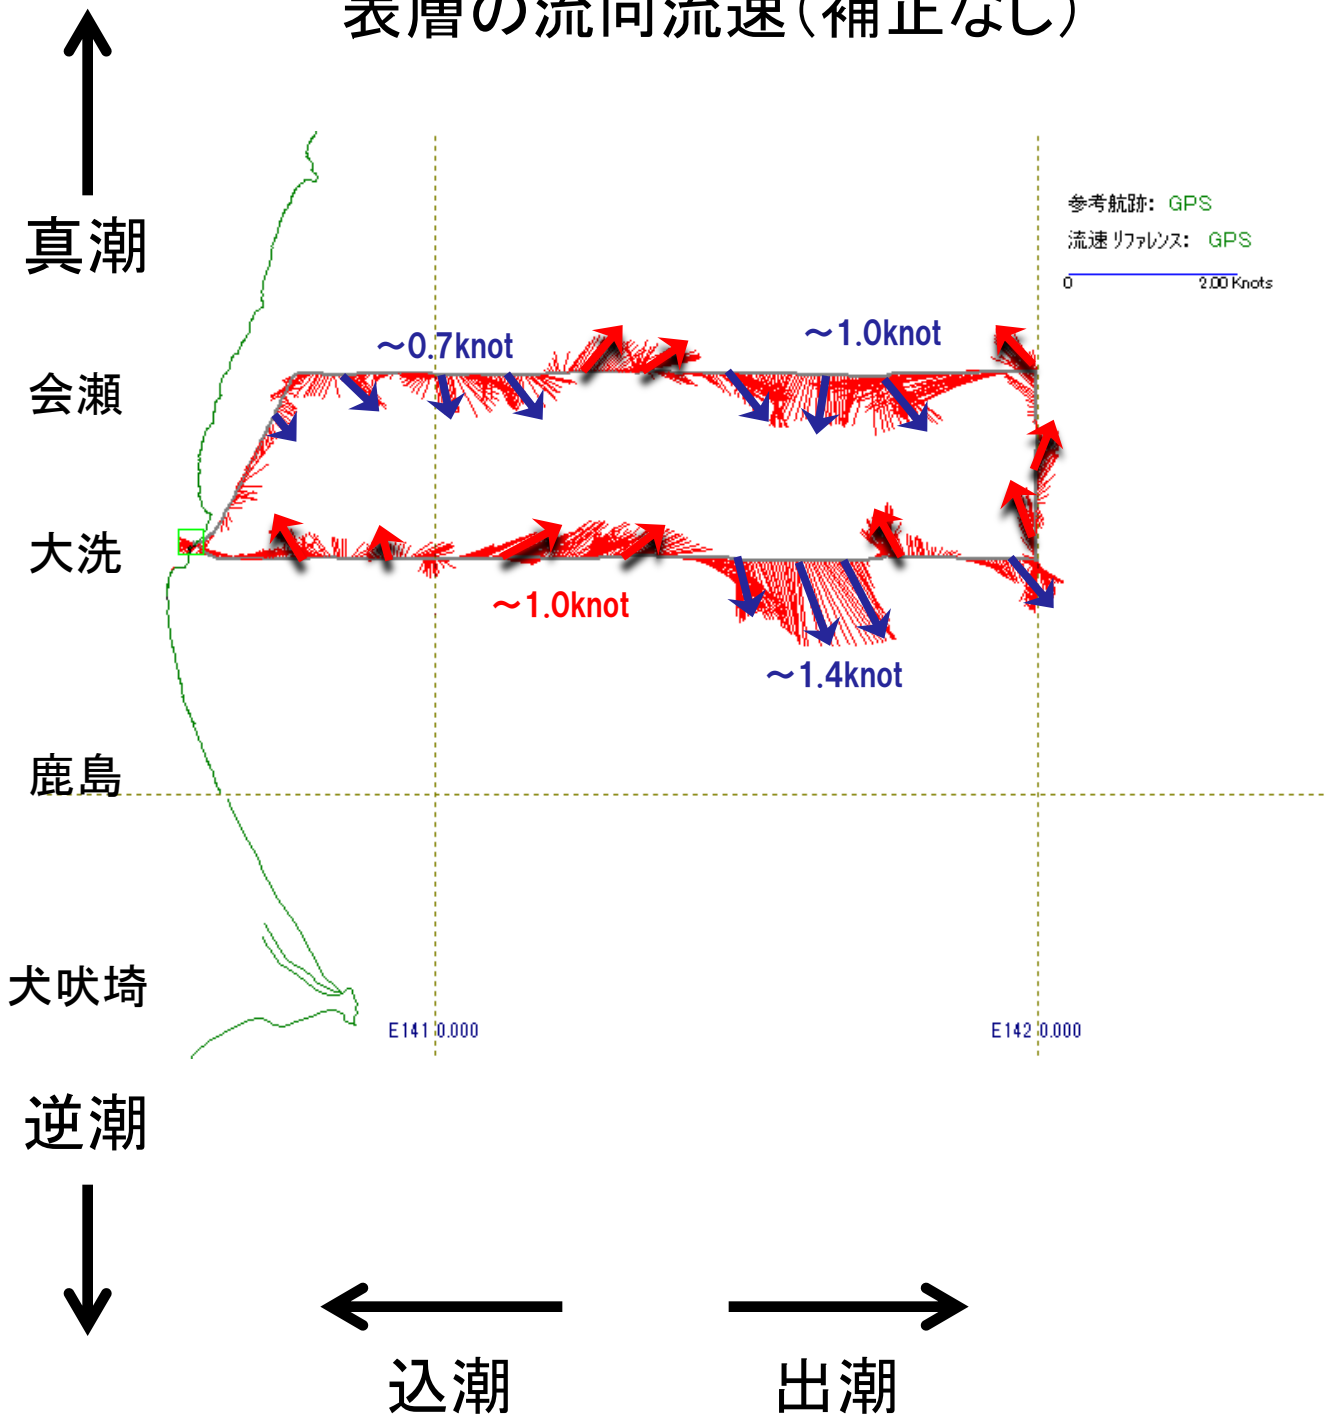 表層の流向流速（補正なし）
真潮
参考航跡: GPS
流速リファレンス: GPS
0 2.00 Knots
～0.7knot
～1.0knot
会瀬
大洗
～1.0knot
～1.4knot
鹿島
犬吠埼
E141 0.000
E142 0.000
逆潮
込潮
出潮